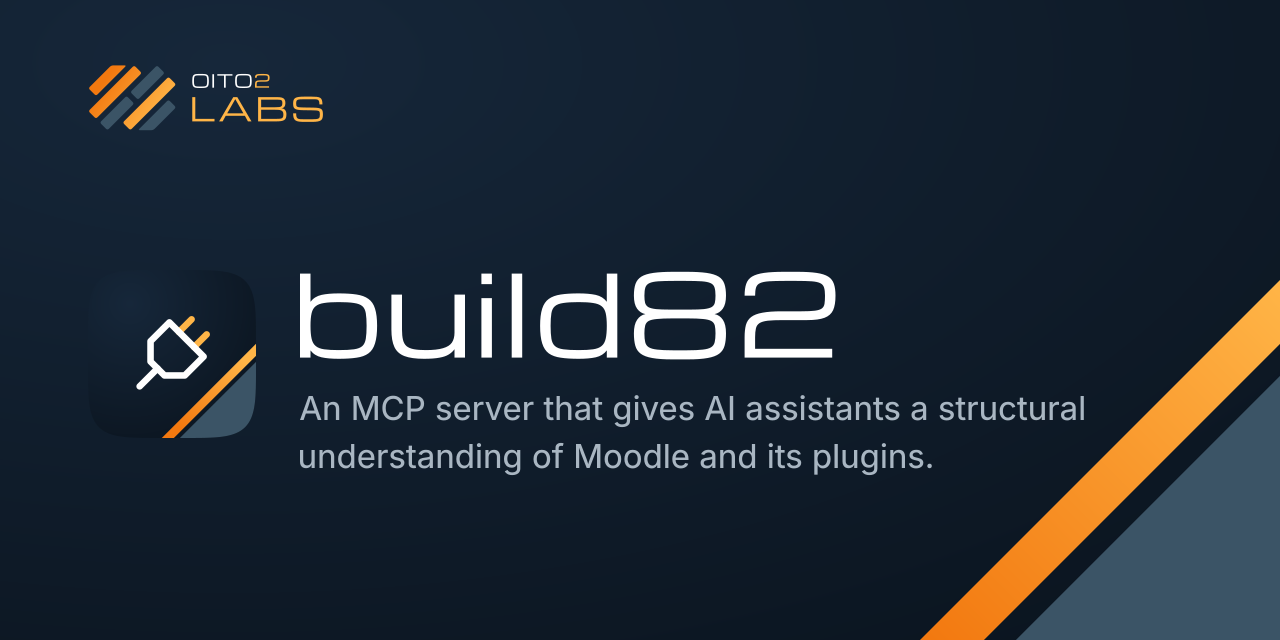 OITO2
LABS
build82
An MCP server that gives AI assistants a structural
understanding of Moodle and its plugins.